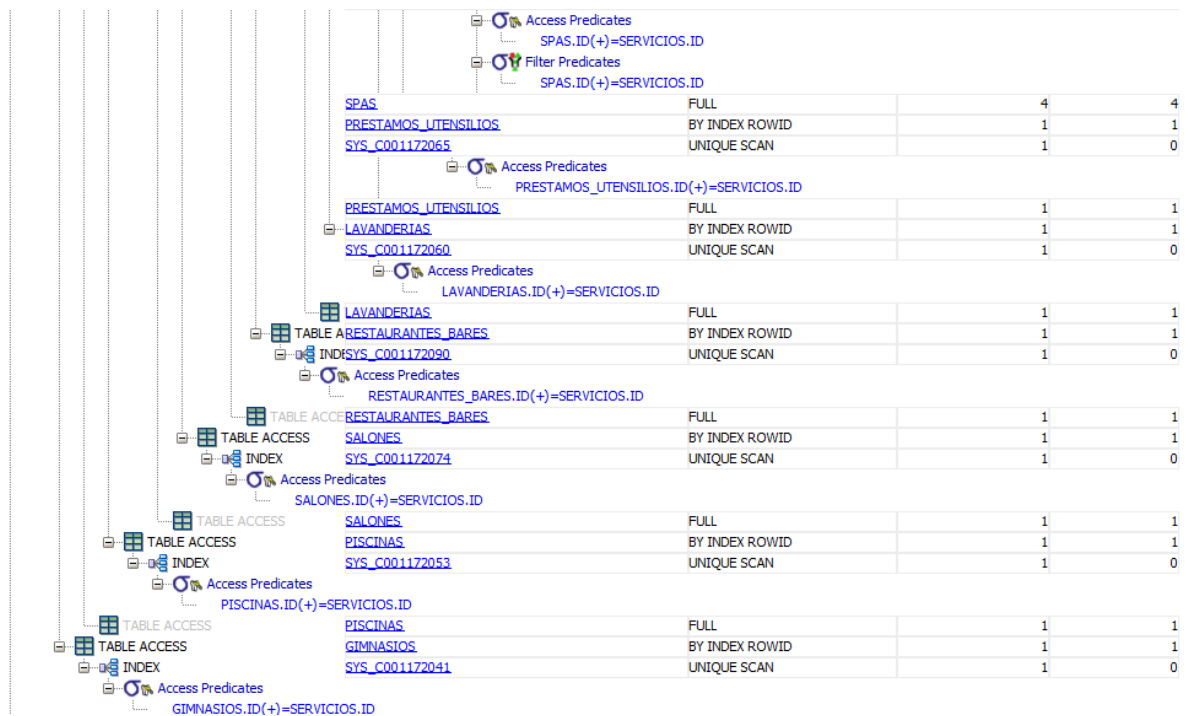 Access Predicates
SPAS.ID(+)=SERVICIOS.ID
Filter Predicates
SPAS.ID(+)=SERVICIOS.ID
SPAS FULL 4 4
PRESTAMOS_UTENSILIOS BY INDEX ROWID 1 1
SYS_C001172065 UNIQUE SCAN 1 0
Access Predicates
PRESTAMOS_UTENSILIOS.ID(+)=SERVICIOS.ID
PRESTAMOS_UTENSILIOS FULL 1 1
LAVANDERIAS BY INDEX ROWID 1 1
SYS_C001172060 UNIQUE SCAN 1 0
Access Predicates
LAVANDERIAS.ID(+)=SERVICIOS.ID
LAVANDERIAS FULL 1 1
TABLE A RESTAURANTES_BARES BY INDEX ROWID 1 1
INDE SYS_C001172090 UNIQUE SCAN 1 0
Access Predicates
RESTAURANTES_BARES.ID(+)=SERVICIOS.ID
TABLE ACCE RESTAURANTES_BARES FULL 1 1
TABLE ACCESS SALONES BY INDEX ROWID 1 1
INDEX SYS_C001172074 UNIQUE SCAN 1 0
Access Predicates
SALONES.ID(+)=SERVICIOS.ID
TABLE ACCESS SALONES FULL 1 1
TABLE ACCESS PISCINAS BY INDEX ROWID 1 1
INDEX SYS_C001172053 UNIQUE SCAN 1 0
Access Predicates
PISCINAS.ID(+)=SERVICIOS.ID
TABLE ACCESS PISCINAS FULL 1 1
TABLE ACCESS GIMNASIOS BY INDEX ROWID 1 1
INDEX SYS_C001172041 UNIQUE SCAN 1 0
Access Predicates
GIMNASIOS.ID(+)=SERVICIOS.ID